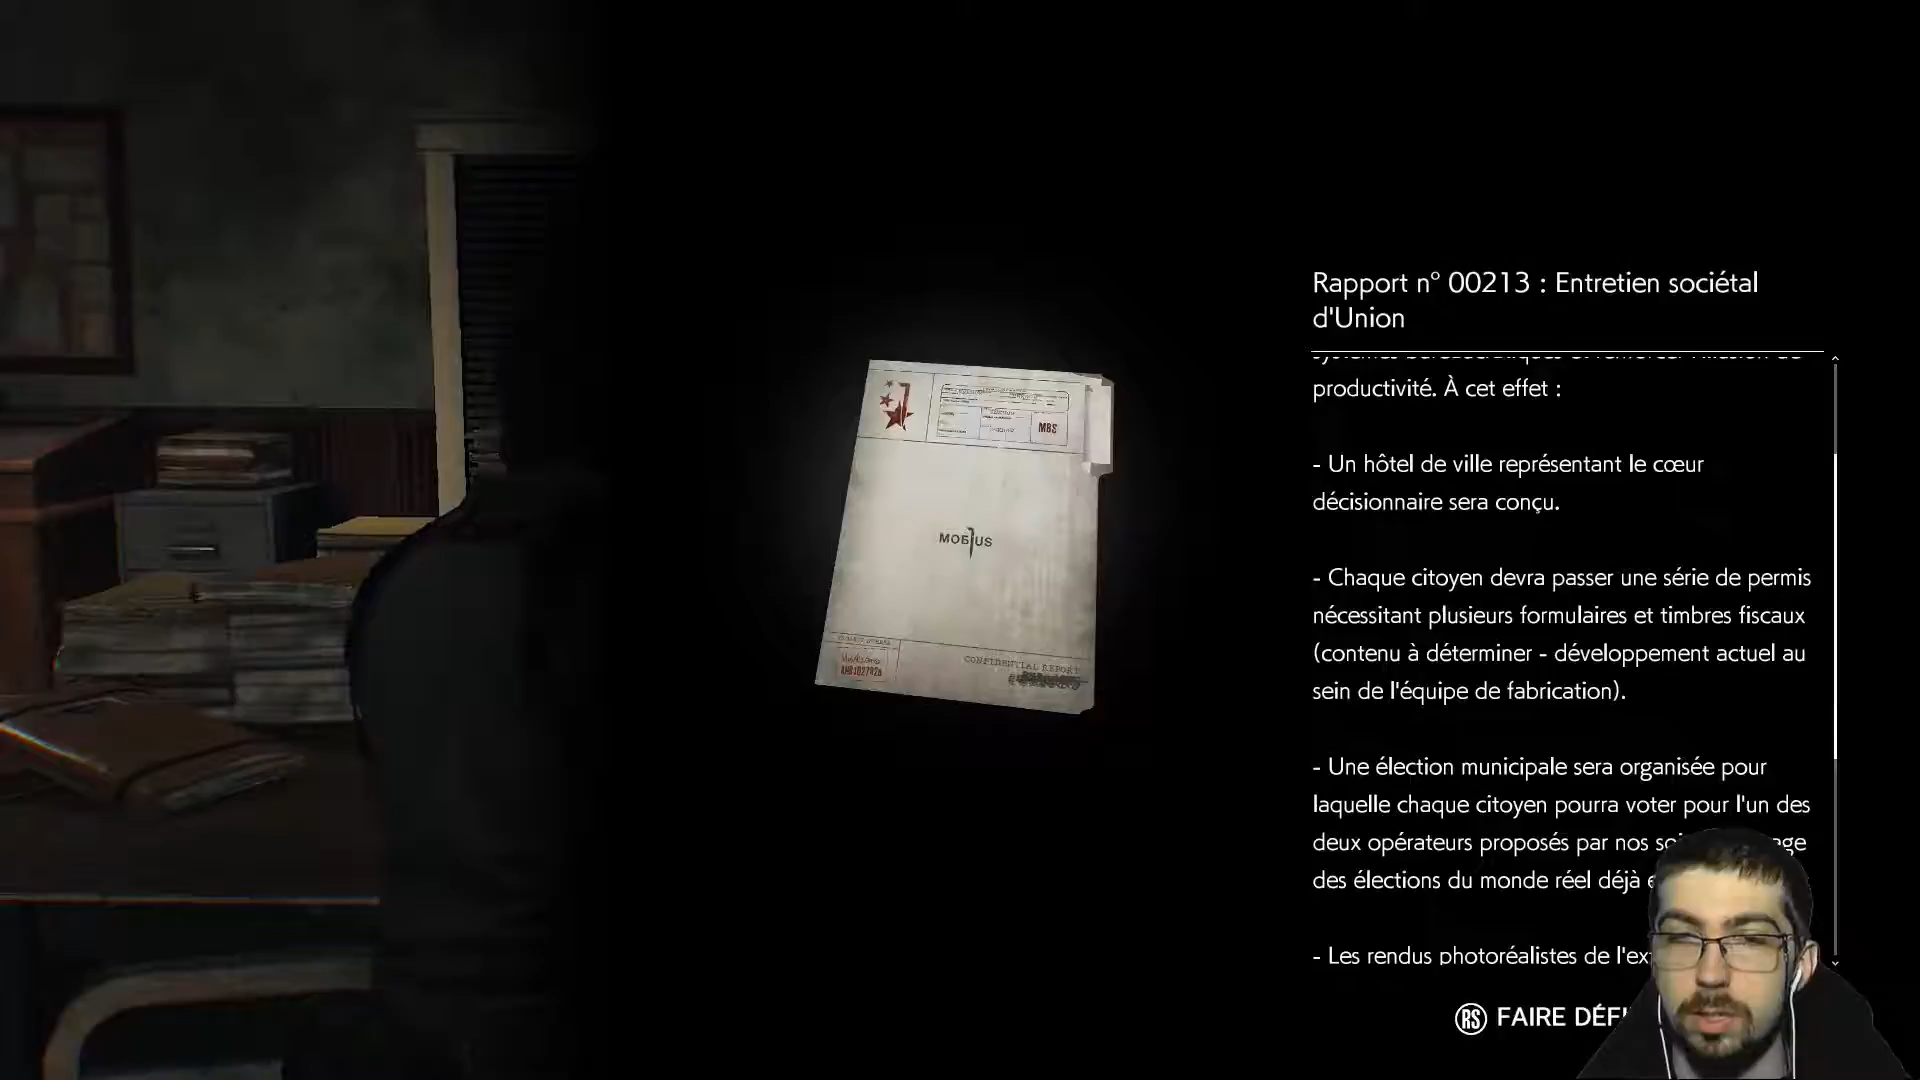 Rapport n° 00213 : Entretien sociétal
d'Union
productivité. À cet effet :
- Un hôtel de ville représentant le cœur
décisionnaire sera conçu.
- Chaque citoyen devra passer une série de permis
nécessitant plusieurs formulaires et timbres fiscaux
(contenu à déterminer - développement actuel au
sein de l'équipe de fabrication).
- Une élection municipale sera organisée pour
laquelle chaque citoyen pourra voter pour l'un des
deux opérateurs proposés par nos
des élections du monde réel déjà
- Les rendus photoréalistes de
RS FAIRE
MBS
MOBIUS
CONFIDENTIAL REPORT